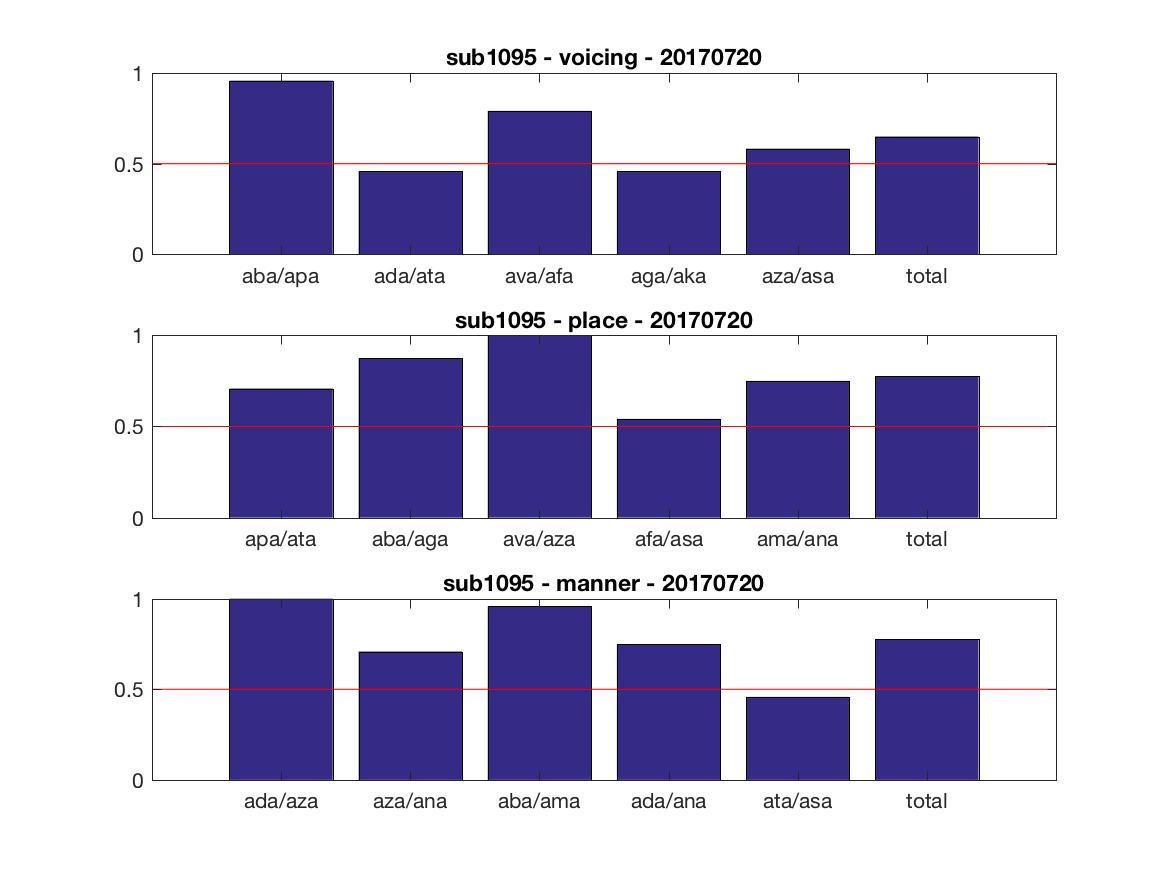 sub1095 - voicing - 20170720
1
0.5
0
aba/apa ada/ata ava/afa aga/aka aza/asa total
sub1095 - place - 20170720
1
0.5
0
apa/ata aba/aga ava/aza afa/asa ama/ana total
sub1095 - manner - 20170720
1
0.5
0
ada/aza aza/ana aba/ama ada/ana ata/asa total